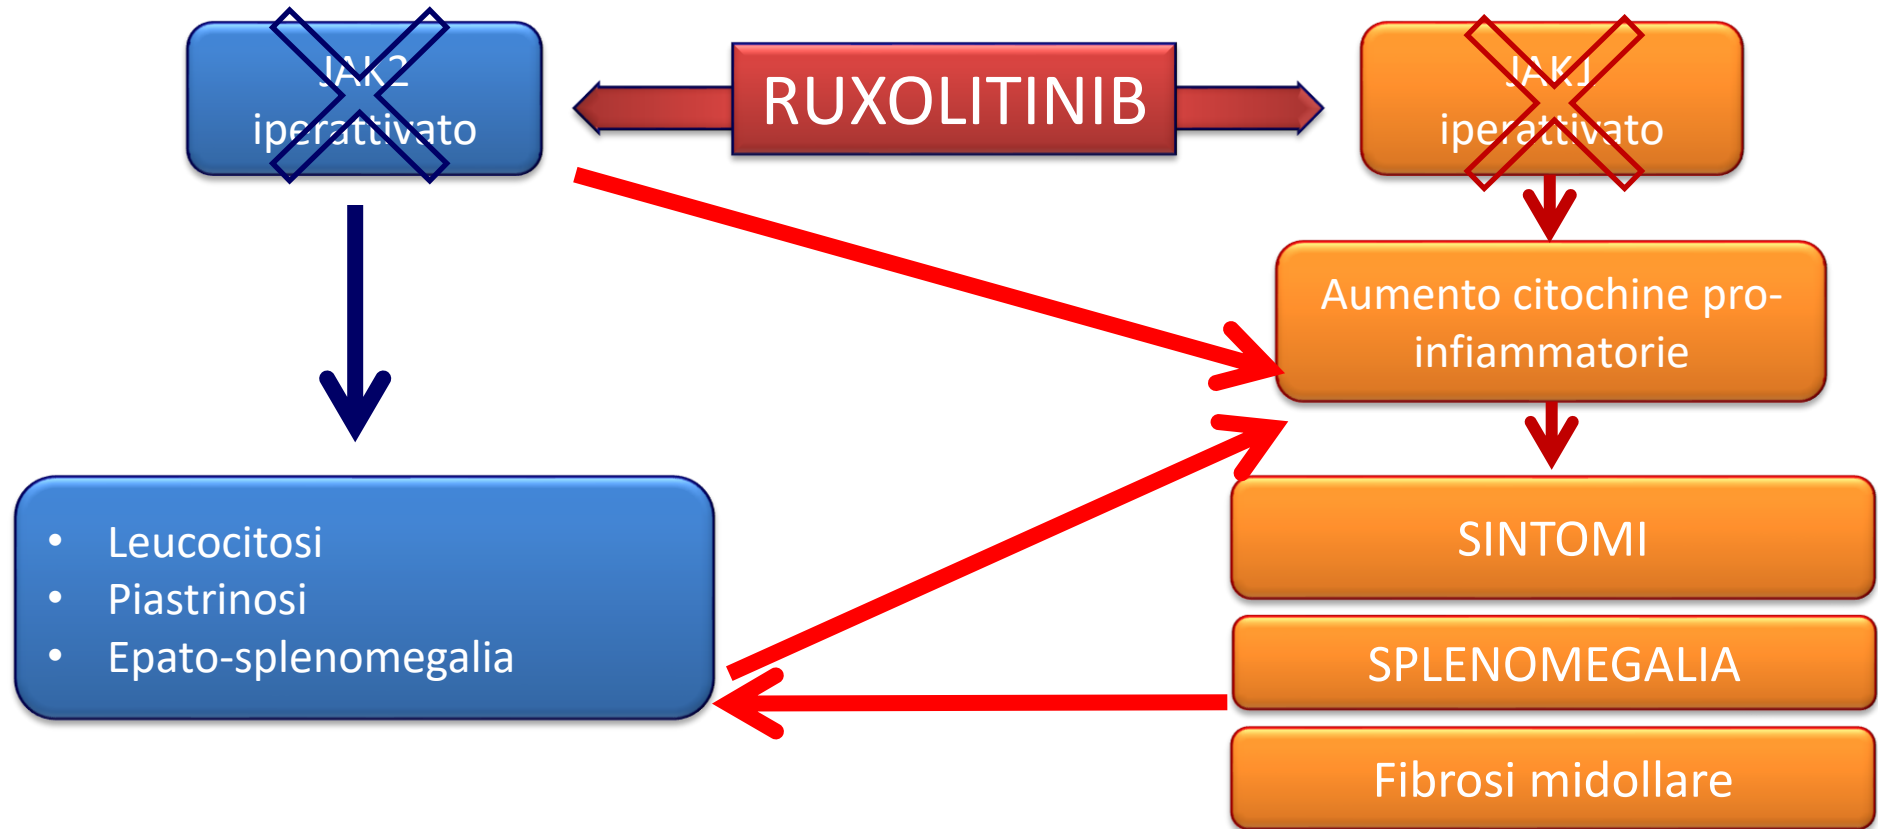 JAK2
iperattivato
RUXOLITINIB
JAK1
iperattivato
Aumento citochine pro-
infiammatorie
• Leucocitosi
• Piastrinosi
• Epato-splenomegalia
SINTOMI
SPLENOMEGALIA
Fibrosi midollare